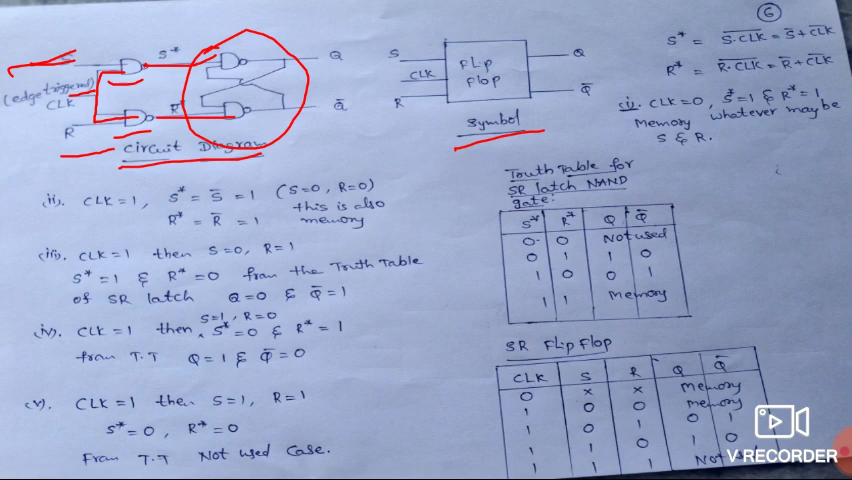 6
S
S*
Q
(edge triggered)
CLK
R
R*
Q̄
Circuit Diagram
S
CLK
R
FLIP
Flop
Q
Q̄
Symbol
S* = \overline{S·CLK} = S̄ + \overline{CLK}
R* = \overline{R·CLK} = R̄ + \overline{CLK}
(i). CLK=0, S*=1 & R*=1
Memory whatever may be
S & R.
(ii). CLK=1, S* = S̄ = 1 (S=0, R=0)
R* = R̄ = 1 this is also
memory
(iii). CLK=1 then S=0, R=1
S*=1 & R*=0 from the Truth Table
of SR latch Q=0 & Q̄=1
(iv). CLK=1 then S=1, R=0
S*=0 & R*=1
from T.T Q=1 & Q̄=0
(v). CLK=1 then S=1, R=1
S*=0, R*=0
From T.T Not used Case.
Truth Table for
SR latch NAND
gate:
S* R* Q Q̄
0 0 Not used
0 1 1 0
1 0 0 1
1 1 Memory
SR Flip Flop
CLK S R Q Q̄
0 x x Memory
1 0 0 Memory
1 0 1 0 1
1 1 0 1 0
1 1 1 Not
V RECORDER